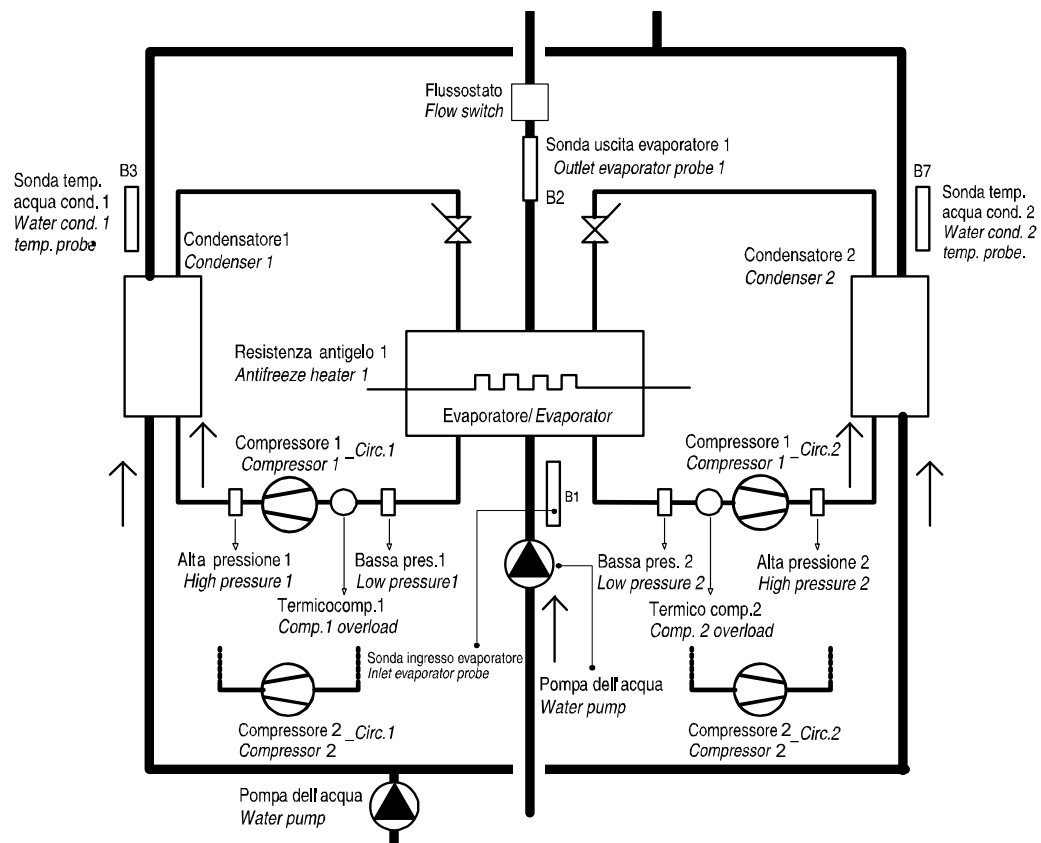 Flussostato
Flow switch
Sonda uscita evaporatore 1
Outlet evaporator probe 1
B2
B3
Sonda temp.
acqua cond. 1
Water cond. 1
temp. probe.
B7
Sonda temp.
acqua cond. 2
Water cond. 2
temp. probe.
Condensatore1
Condenser 1
Condensatore 2
Condenser 2
Resistenza antigelo 1
Antifreeze heater 1
Evaporatore/ Evaporator
Compressore 1 _Circ.1
Compressor 1
Compressore 1 _Circ.2
Compressor 1
B1
Alta pressione 1
High pressure 1
Bassa pres.1
Low pressure1
Bassa pres. 2
Low pressure 2
Alta pressione 2
High pressure 2
Termicocomp.1
Comp.1 overload
Termico comp.2
Comp. 2 overload
Sonda ingresso evaporatore
Inlet evaporator probe
Pompa dell'acqua
Water pump
Compressore 2 _Circ.1
Compressor 2
Compressore 2 _Circ.2
Compressor 2
Pompa dell'acqua
Water pump